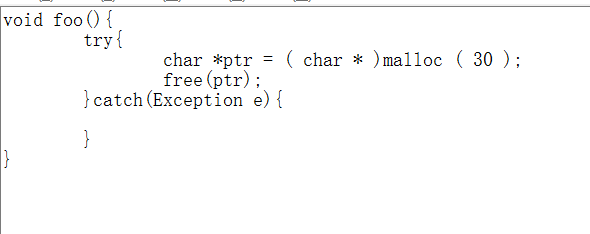 void foo(){
try{
char *ptr = ( char * )malloc ( 30 );
free(ptr);
}catch(Exception e){
}
}